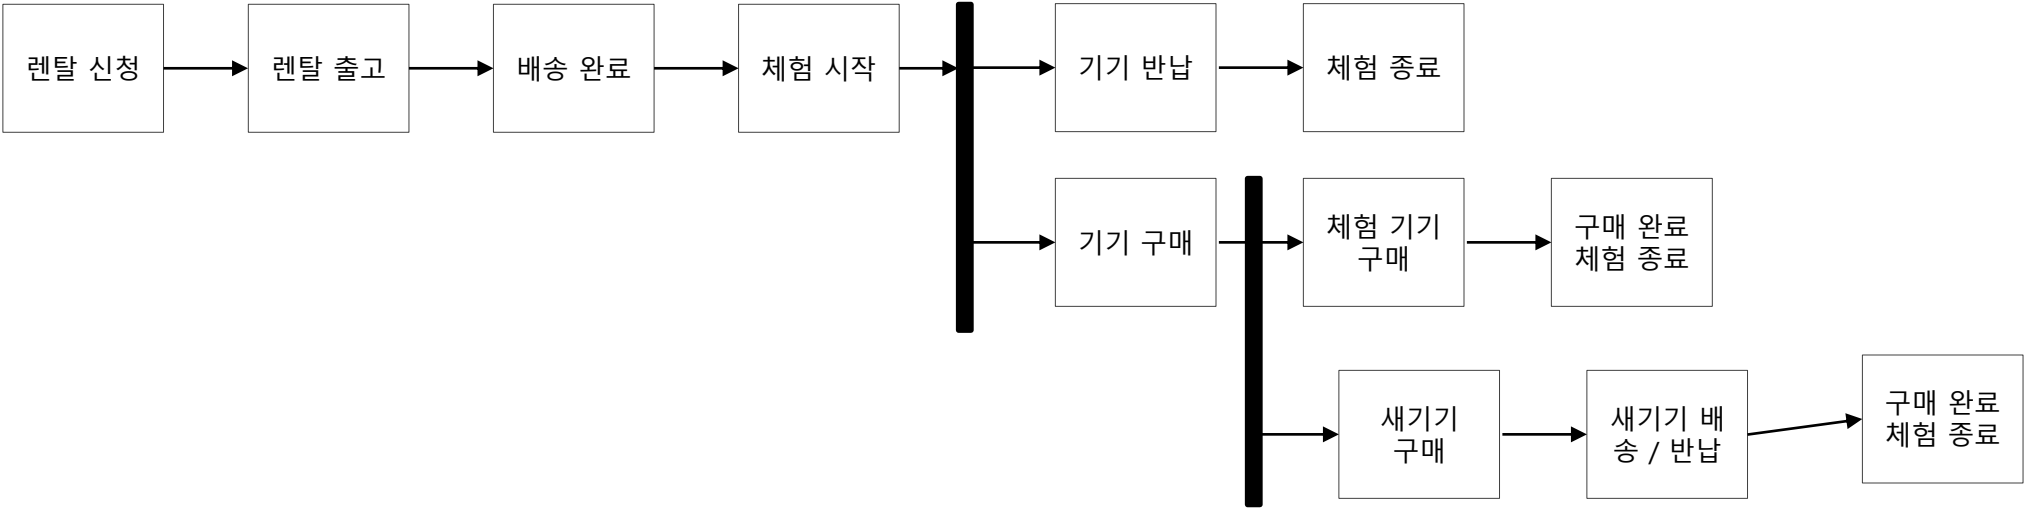 렌탈 신청
렌탈 출고
배송 완료
체험 시작
기기 반납
체험 종료
기기 구매
체험 기기
구매
구매 완료
체험 종료
새기기
구매
새기기 배
송 / 반납
구매 완료
체험 종료